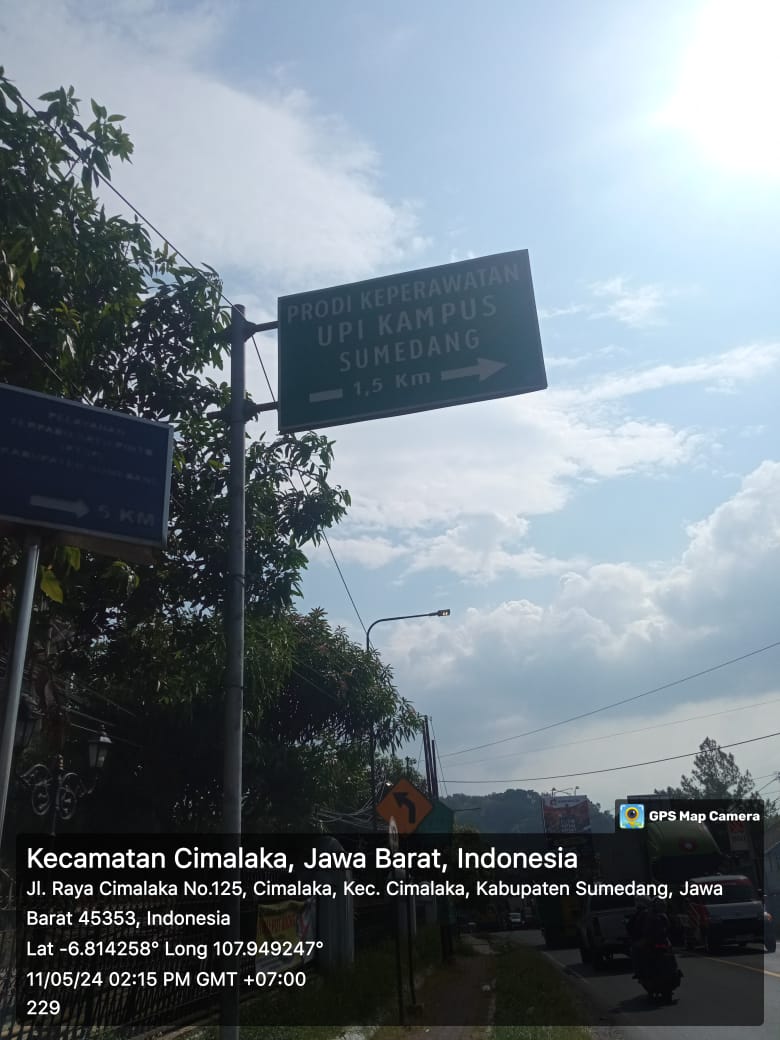 PRODI KEPERAWATAN
UPI KAMPUS
SUMEDANG
1,5 Km
PELAYANAN
5 KM
GPS Map Camera
Kecamatan Cimalaka, Jawa Barat, Indonesia
Jl. Raya Cimalaka No.125, Cimalaka, Kec. Cimalaka, Kabupaten Sumedang, Jawa
Barat 45353, Indonesia
Lat -6.814258° Long 107.949247°
11/05/24 02:15 PM GMT +07:00
229